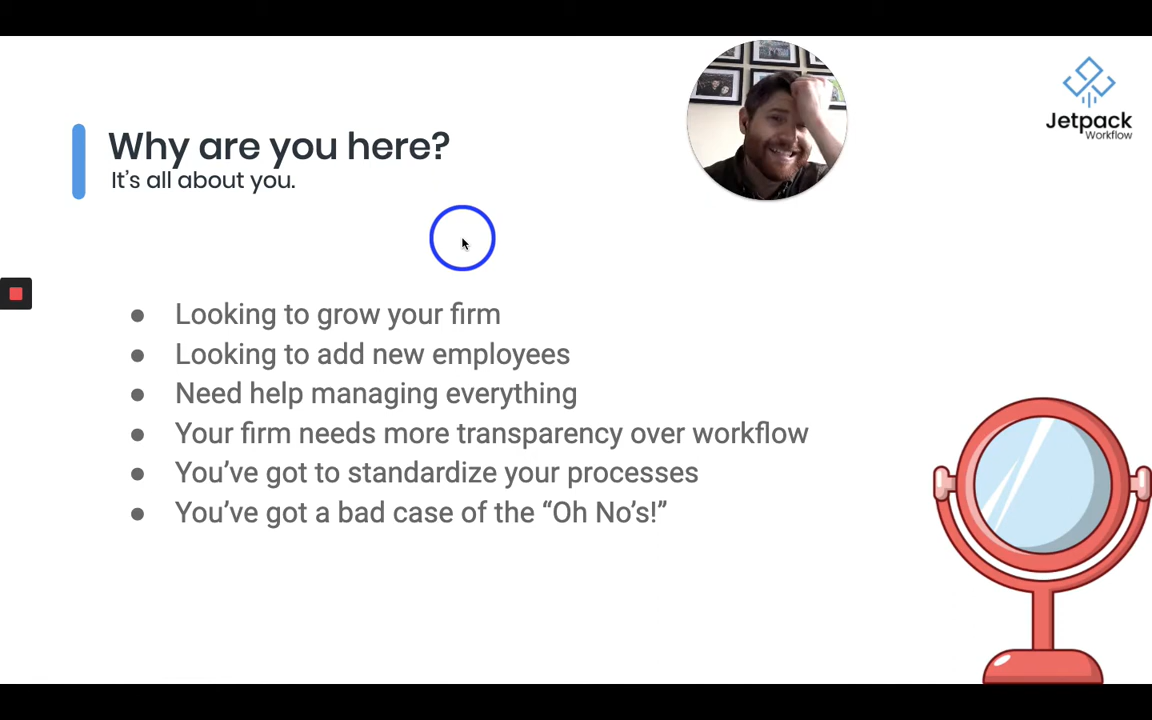 Why are you here?
It's all about you.
Jetpack
Workflow
● Looking to grow your firm
● Looking to add new employees
● Need help managing everything
● Your firm needs more transparency over workflow
● You've got to standardize your processes
● You've got a bad case of the “Oh No's!”